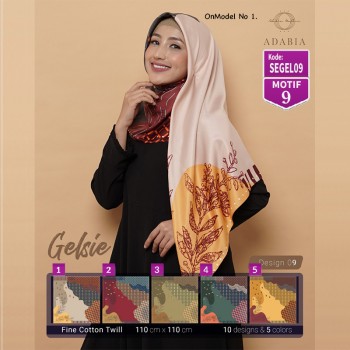 OnModel No 1.
ADABIA
Kode:
SEGEL09
MOTIF
9
Gelsie
Design 09
1 2 3 4 5
Fine Cotton Twill 110 cm x 110 cm 10 designs & 5 colors